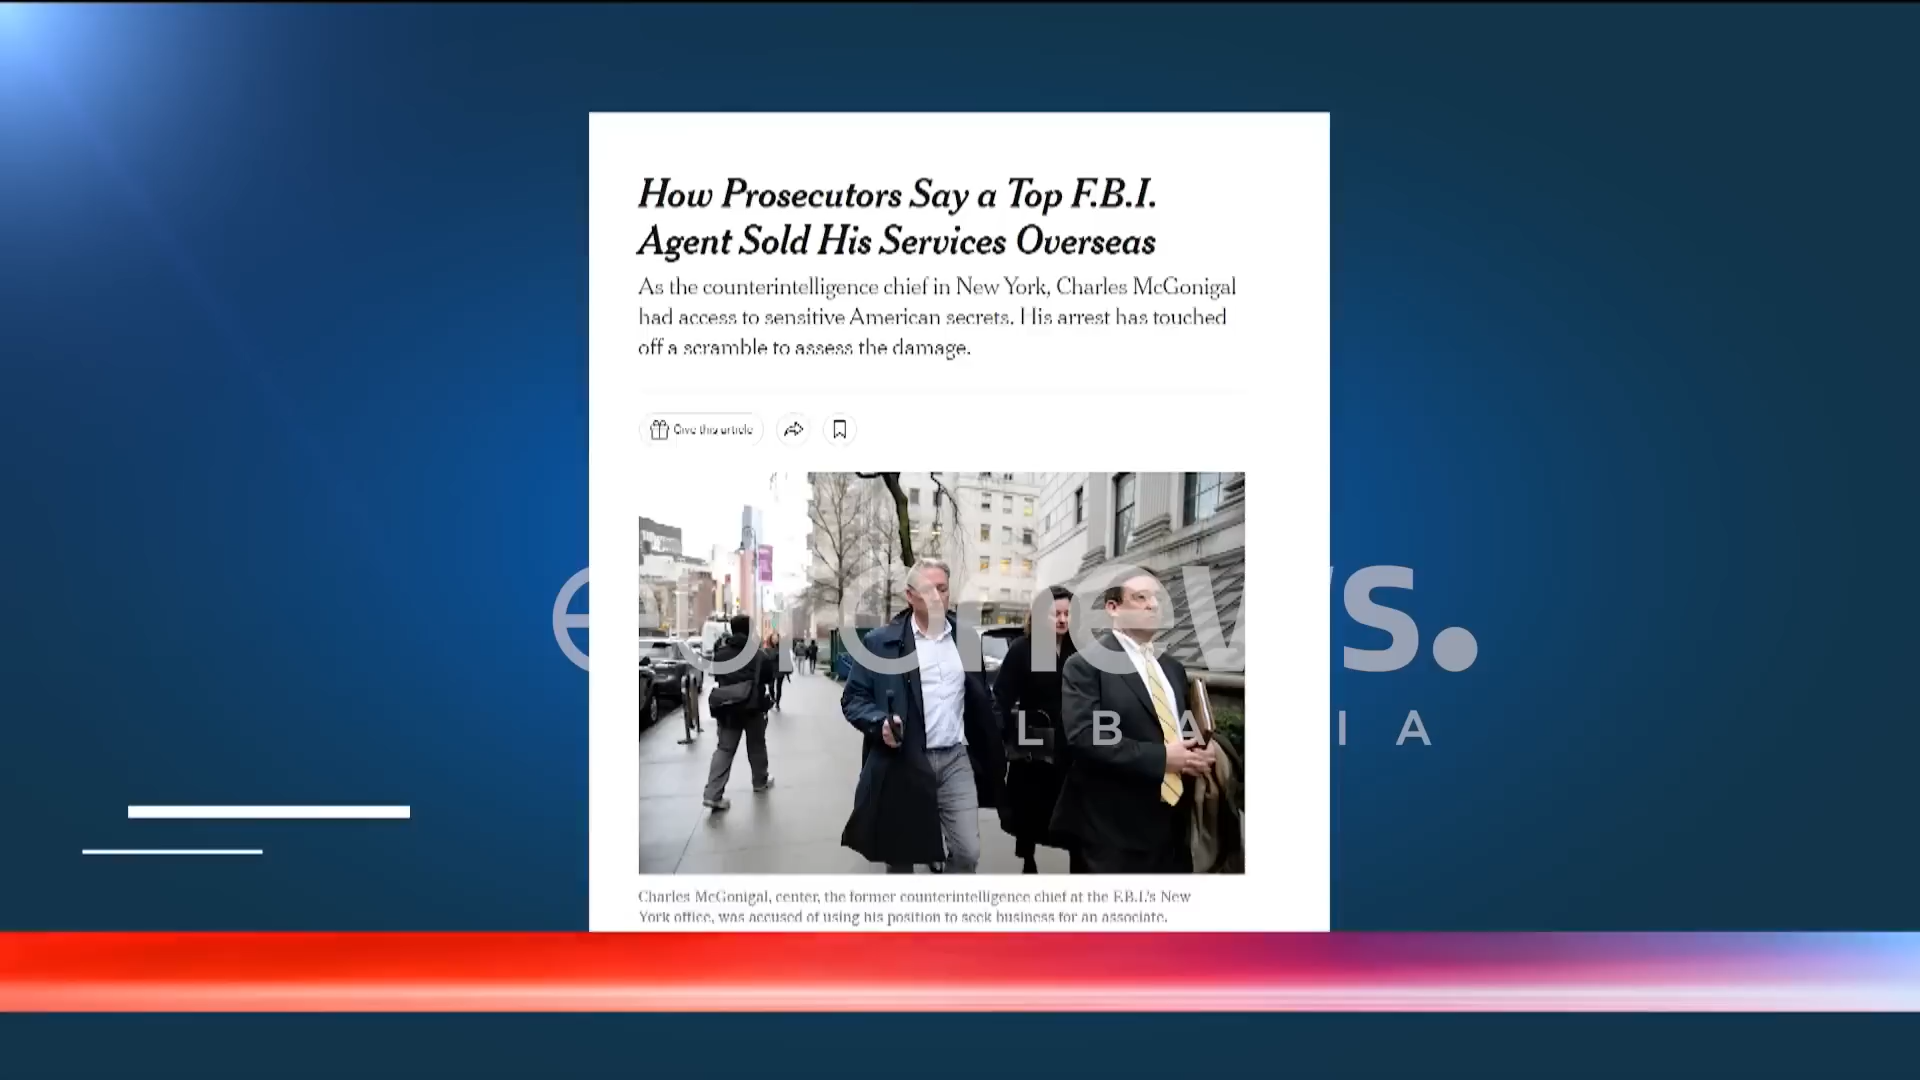 How Prosecutors Say a Top F.B.I.
Agent Sold His Services Overseas
As the counterintelligence chief in New York, Charles McGonigal
had access to sensitive American secrets. His arrest has touched
off a scramble to assess the damage.
Give this article
euronews.
ALBANIA
Charles McGonigal, center, the former counterintelligence chief at the F.B.I.'s New
York office, was accused of using his position to seek business for an associate.